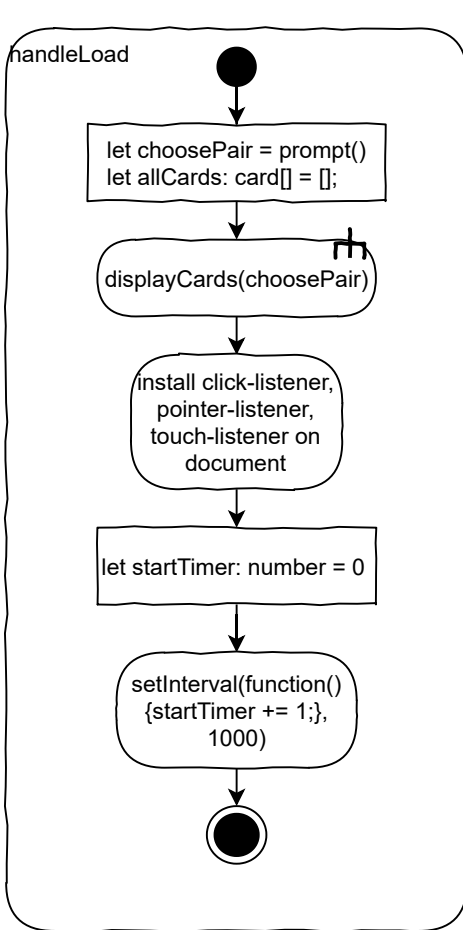 handleLoad
let choosePair = prompt()
let allCards: card[] = [];
displayCards(choosePair)
install click-listener,
pointer-listener,
touch-listener on
document
let startTimer: number = 0
setInterval(function()
{startTimer += 1;},
1000)